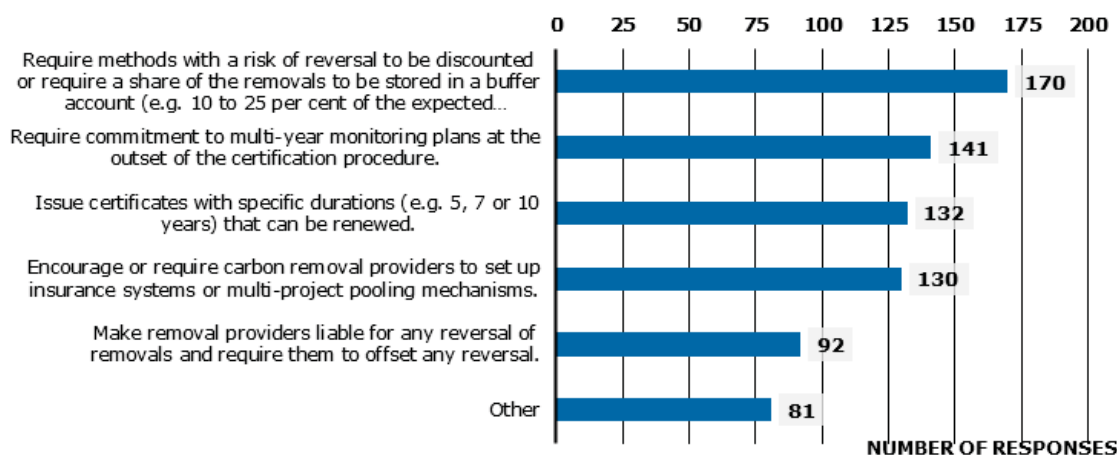 0 25 50 75 100 125 150 175 200
Require methods with a risk of reversal to be discounted
or require a share of the removals to be stored in a buffer
account (e.g. 10 to 25 per cent of the expected…
170
Require commitment to multi-year monitoring plans at the
outset of the certification procedure.
141
Issue certificates with specific durations (e.g. 5, 7 or 10
years) that can be renewed.
132
Encourage or require carbon removal providers to set up
insurance systems or multi-project pooling mechanisms.
130
Make removal providers liable for any reversal of
removals and require them to offset any reversal.
92
Other
81
NUMBER OF RESPONSES